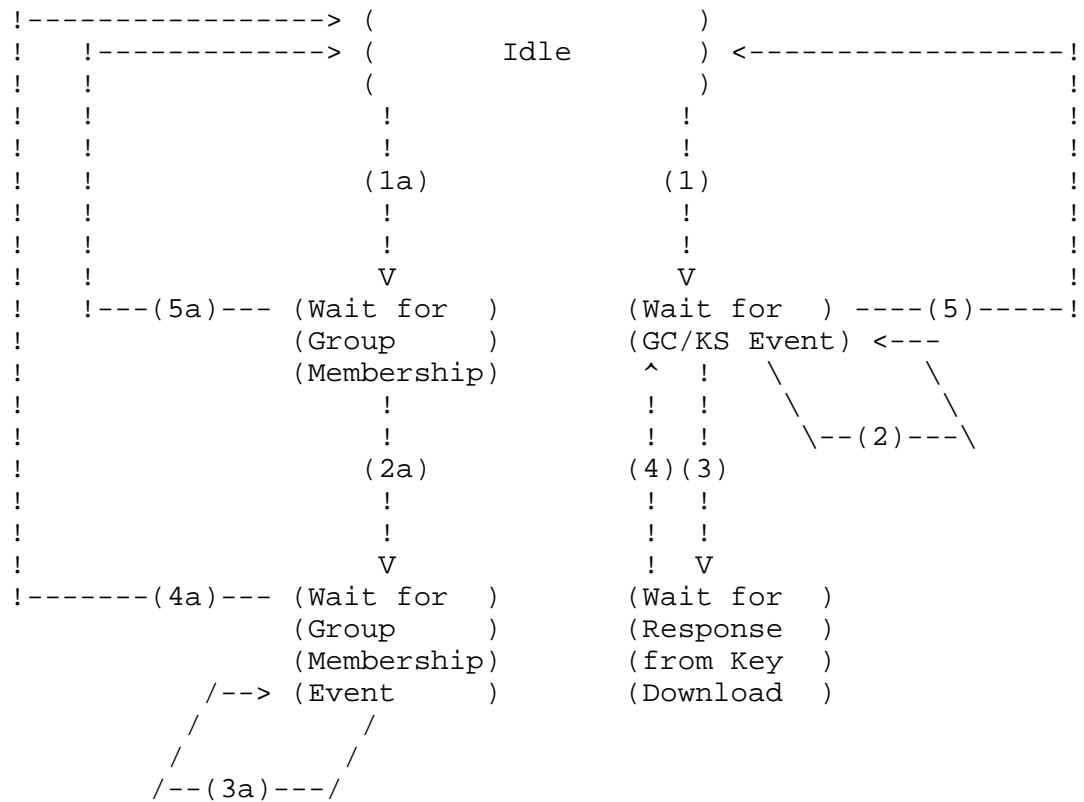 !-----------------> (                  )
!   !-------------> (       Idle       ) <------------------!
!   !               (                  )                    !
!   !                !                !                     !
!   !                !                !                     !
!   !               (1a)             (1)                    !
!   !                !                !                     !
!   !                !                !                     !
!   !                V                V                     !
!   !---(5a)--- (Wait for  )       (Wait for  ) ----(5)-----!
!               (Group     )       (GC/KS Event) <---
!               (Membership)        ^  !   \        \
!                    !              !  !    \        \
!                    !              !  !     \--(2)---\
!                   (2a)           (4)(3)
!                    !              !  !
!                    !              !  !
!                    V              !  V
!-------(4a)--- (Wait for  )       (Wait for  )
                (Group     )       (Response  )
                (Membership)       (from Key  )
           /--> (Event     )       (Download  )
          /         /
         /         /
        /--(3a)---/